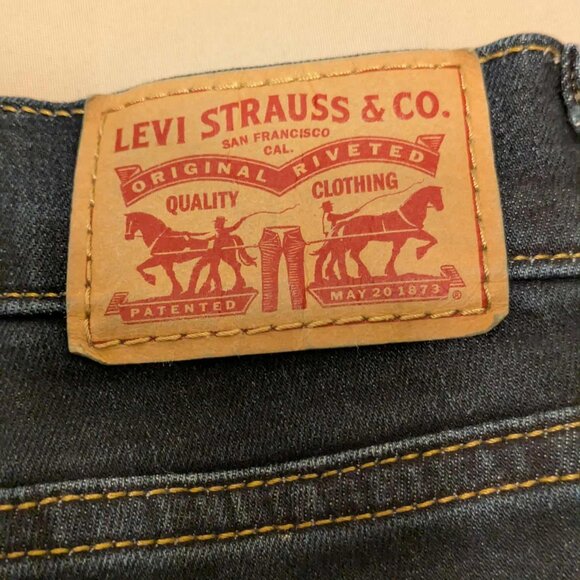 LEVI STRAUSS & CO.
SAN FRANCISCO
CAL.
ORIGINAL RIVETED
QUALITY CLOTHING
PATENTED MAY 20 1873 ®